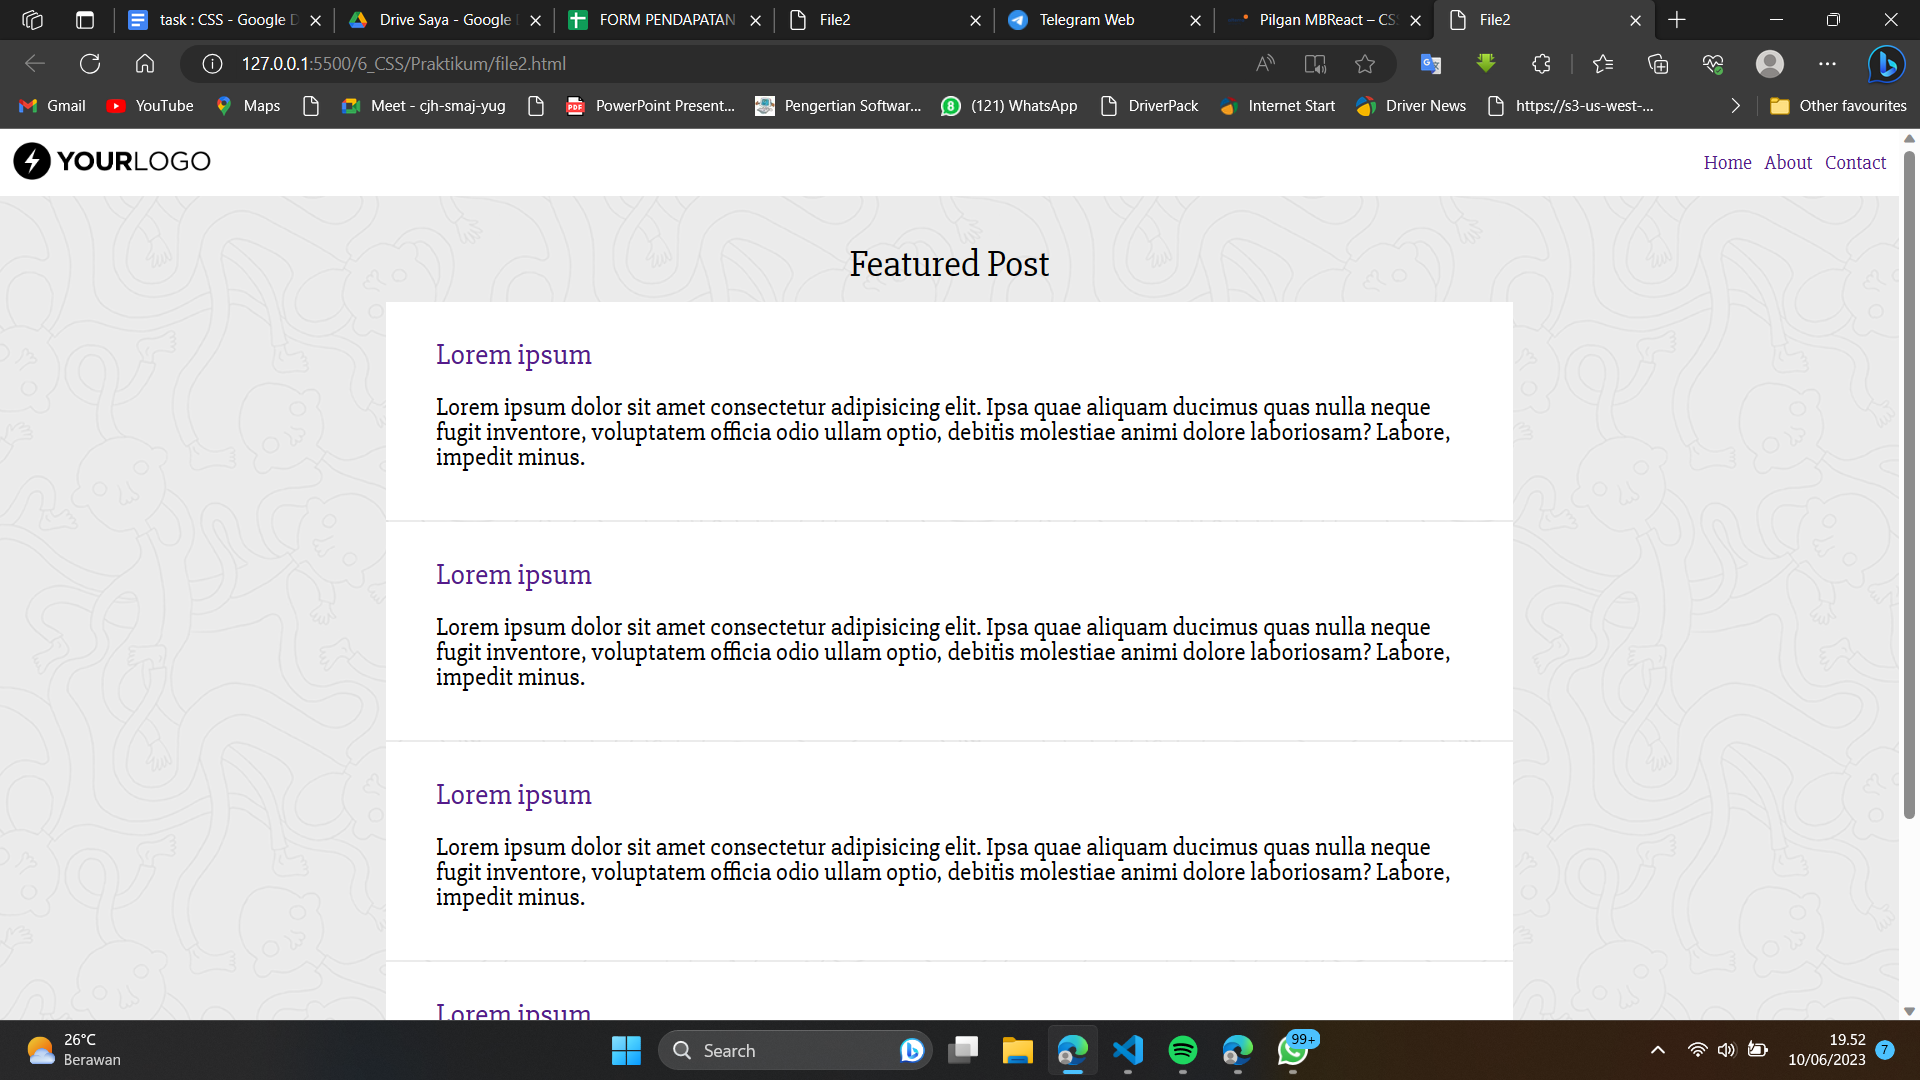 task : CSS - Google D
Drive Saya - Google
FORM PENDAPATAN
File2
Telegram Web
Pilgan MBReact – CS
File2
127.0.0.1:5500/6_CSS/Praktikum/file2.html
Gmail
YouTube
Maps
Meet - cjh-smaj-yug
PDF
PowerPoint Present...
Pengertian Softwar...
8
(121) WhatsApp
DriverPack
Internet Start
Driver News
https://s3-us-west-...
Other favourites
YOURLOGO
Home About Contact
Featured Post
Lorem ipsum
Lorem ipsum dolor sit amet consectetur adipisicing elit. Ipsa quae aliquam ducimus quas nulla neque
fugit inventore, voluptatem officia odio ullam optio, debitis molestiae animi dolore laboriosam? Labore,
impedit minus.
Lorem ipsum
Lorem ipsum dolor sit amet consectetur adipisicing elit. Ipsa quae aliquam ducimus quas nulla neque
fugit inventore, voluptatem officia odio ullam optio, debitis molestiae animi dolore laboriosam? Labore,
impedit minus.
Lorem ipsum
Lorem ipsum dolor sit amet consectetur adipisicing elit. Ipsa quae aliquam ducimus quas nulla neque
fugit inventore, voluptatem officia odio ullam optio, debitis molestiae animi dolore laboriosam? Labore,
impedit minus.
Lorem ipsum
26°C
Berawan
Search
99+
19.52
10/06/2023
7